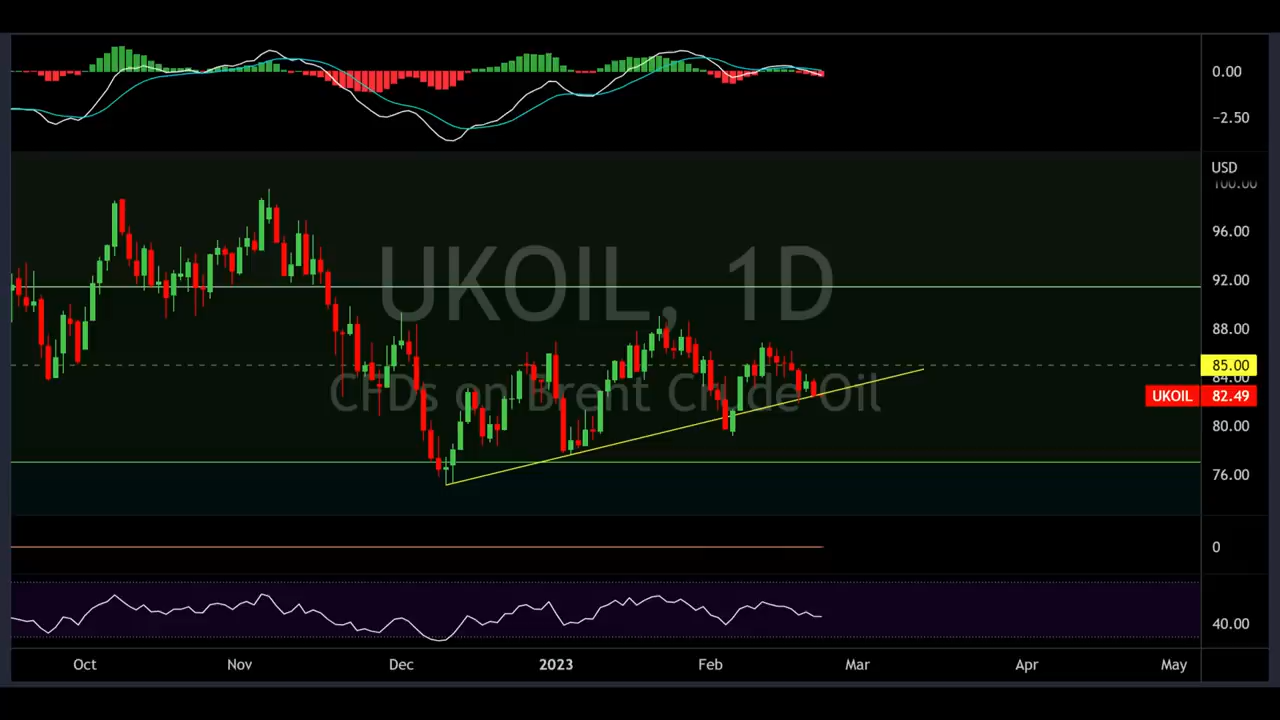 0.00
−2.50
USD
100.00
96.00
UKOIL, 1D
92.00
88.00
85.00
84.00
CFDs on Brent Crude Oil
UKOIL 82.49
80.00
76.00
0
40.00
Oct Nov Dec 2023 Feb Mar Apr May